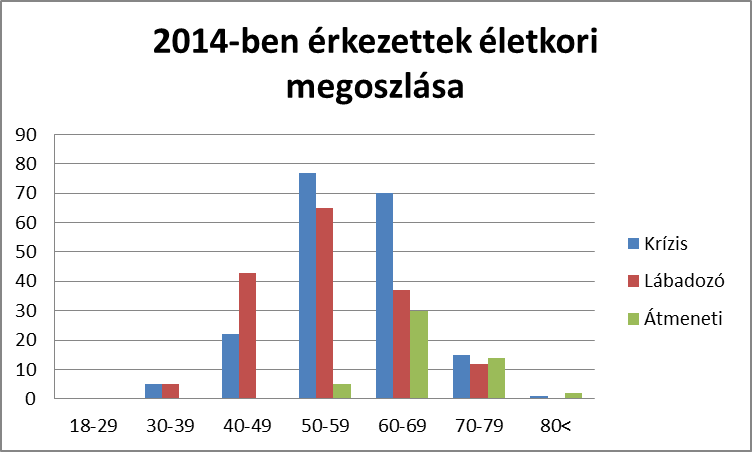 2014-ben érkezettek életkori
megoszlása
90
80
70
60
50
40
30
20
10
0
18-29 30-39 40-49 50-59 60-69 70-79 80<
Krízis
Lábadozó
Átmeneti